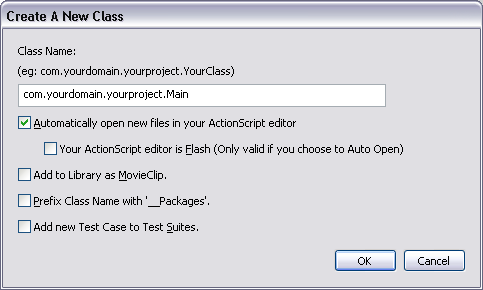 Create A New Class
Class Name:
(eg: com.yourdomain.yourproject.YourClass)
com.yourdomain.yourproject.Main
Automatically open new files in your ActionScript editor
Your ActionScript editor is Flash (Only valid if you choose to Auto Open)
Add to Library as MovieClip.
Prefix Class Name with '__Packages'.
Add new Test Case to Test Suites.
OK Cancel